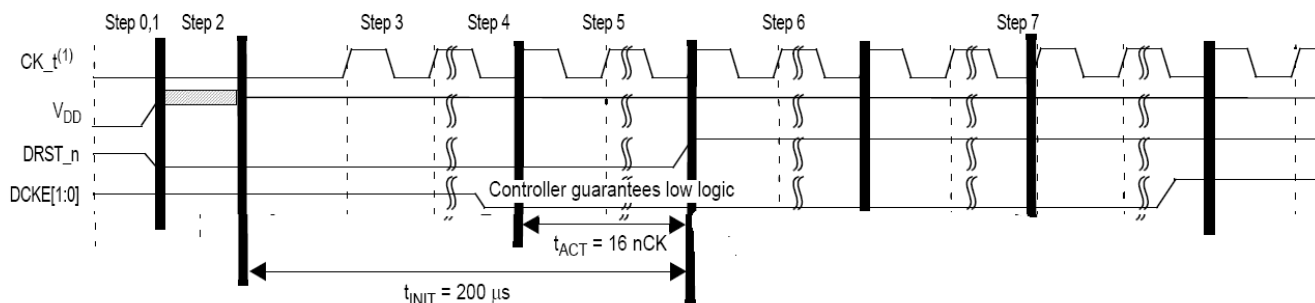 Step 0,1 Step 2 Step 3 Step 4 Step 5 Step 6 Step 7
CK_t(1)
VDD
DRST_n
DCKE[1:0]
Controller guarantees low logic
tACT = 16 nCK
tINIT = 200 μs